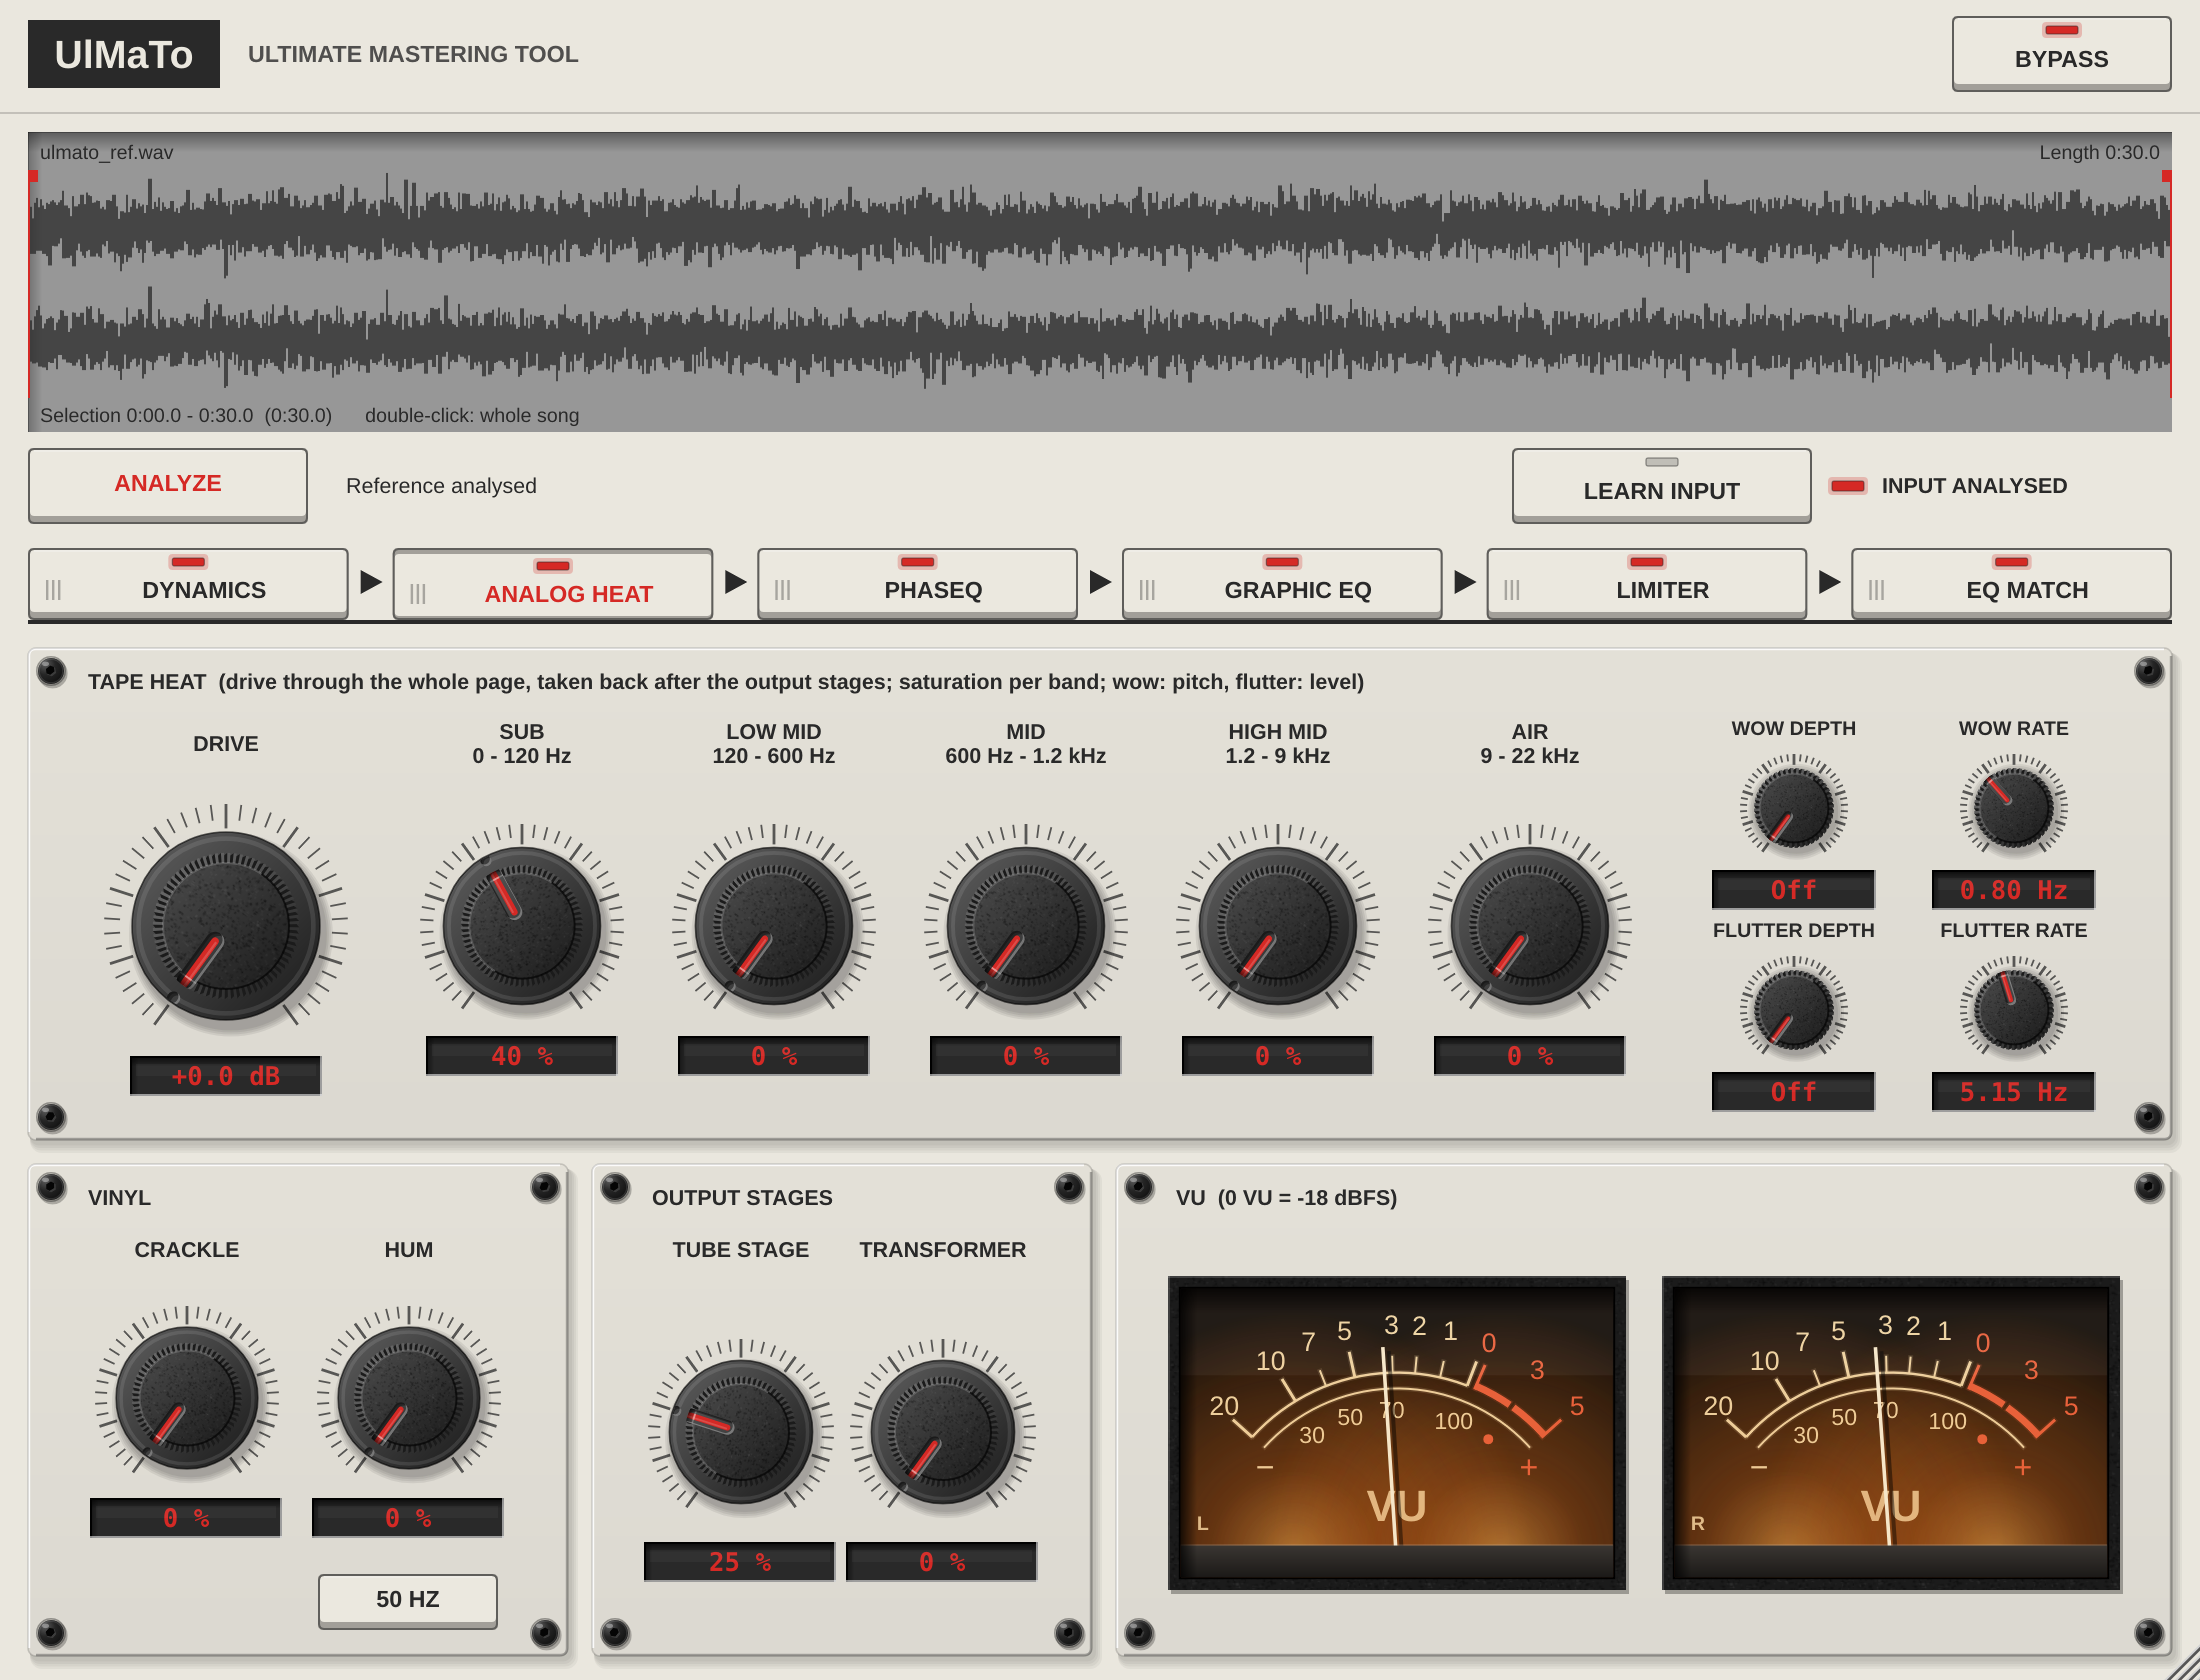 UlMaTo
ULTIMATE MASTERING TOOL
BYPASS
ulmato_ref.wav
Length 0:30.0
Selection 0:00.0 - 0:30.0  (0:30.0)
double-click: whole song
ANALYZE
Reference analysed
LEARN INPUT
INPUT ANALYSED
DYNAMICS
ANALOG HEAT
PHASEQ
GRAPHIC EQ
LIMITER
EQ MATCH
TAPE HEAT  (drive through the whole page, taken back after the output stages; saturation per band; wow: pitch, flutter: level)
DRIVE
+0.0 dB
SUB
0 - 120 Hz
40 %
LOW MID
120 - 600 Hz
0 %
MID
600 Hz - 1.2 kHz
0 %
HIGH MID
1.2 - 9 kHz
0 %
AIR
9 - 22 kHz
0 %
WOW DEPTH
Off
WOW RATE
0.80 Hz
FLUTTER DEPTH
Off
FLUTTER RATE
5.15 Hz
VINYL
CRACKLE
0 %
HUM
0 %
50 HZ
OUTPUT STAGES
TUBE STAGE
25 %
TRANSFORMER
0 %
VU  (0 VU = -18 dBFS)
20 10 7 5 3 2 1 0 3 5
30 50 70 100
− +
VU
L
20 10 7 5 3 2 1 0 3 5
30 50 70 100
− +
VU
R